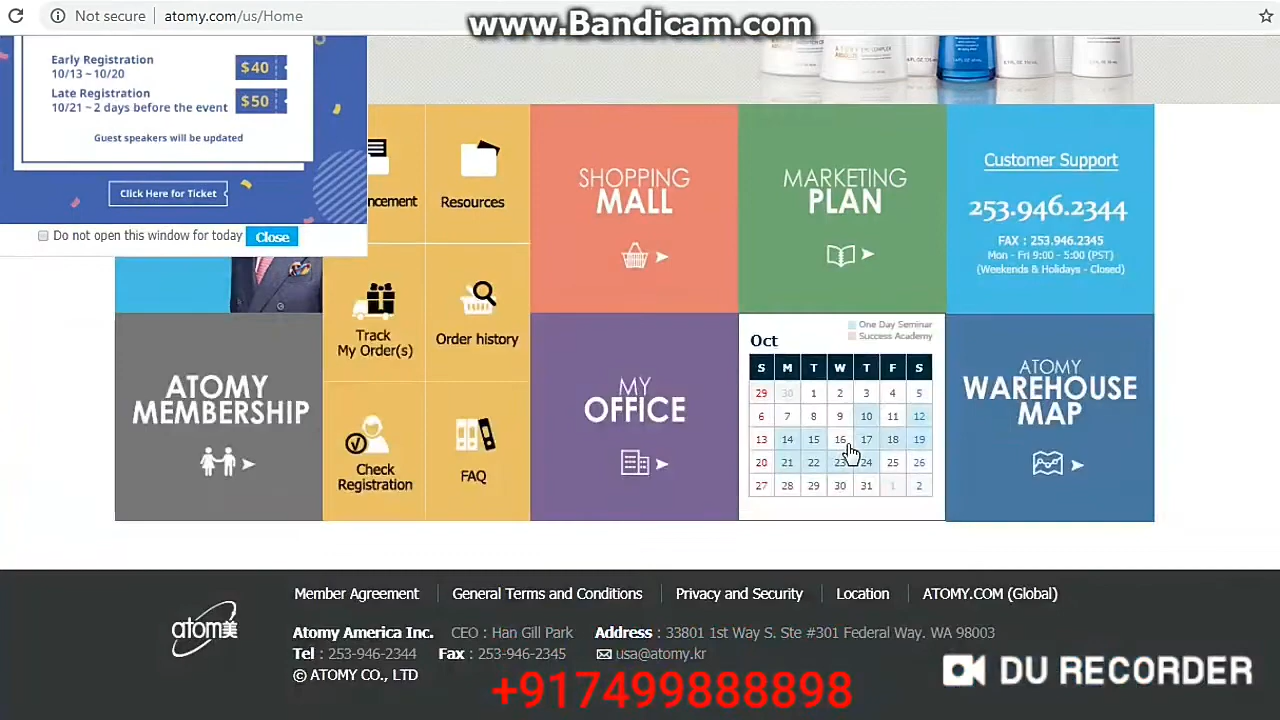 Not secure | atomy.com/us/Home
www.Bandicam.com
Early Registration
10/13 ~ 10/20
$40
Late Registration
10/21 ~ 2 days before the event
$50
Guest speakers will be updated
Click Here for Ticket
Do not open this window for today
Close
ncement
Resources
Track
My Order(s)
Order history
Check
Registration
FAQ
SHOPPING
MALL
MARKETING
PLAN
Customer Support
253.946.2344
FAX : 253.946.2345
Mon - Fri 9:00 - 5:00 (PST)
(Weekends & Holidays - Closed)
ATOMY
MEMBERSHIP
MY
OFFICE
Oct
One Day Seminar
Success Academy
S M T W T F S
29 30 1 2 3 4 5
6 7 8 9 10 11 12
13 14 15 16 17 18 19
20 21 22 23 24 25 26
27 28 29 30 31 1 2
ATOMY
WAREHOUSE
MAP
Member Agreement | General Terms and Conditions | Privacy and Security | Location | ATOMY.COM (Global)
atom美
Atomy America Inc. CEO : Han Gill Park Address : 33801 1st Way S. Ste #301 Federal Way. WA 98003
Tel : 253-946-2344 Fax : 253-946-2345 usa@atomy.kr
© ATOMY CO., LTD
+917499888898
DU RECORDER